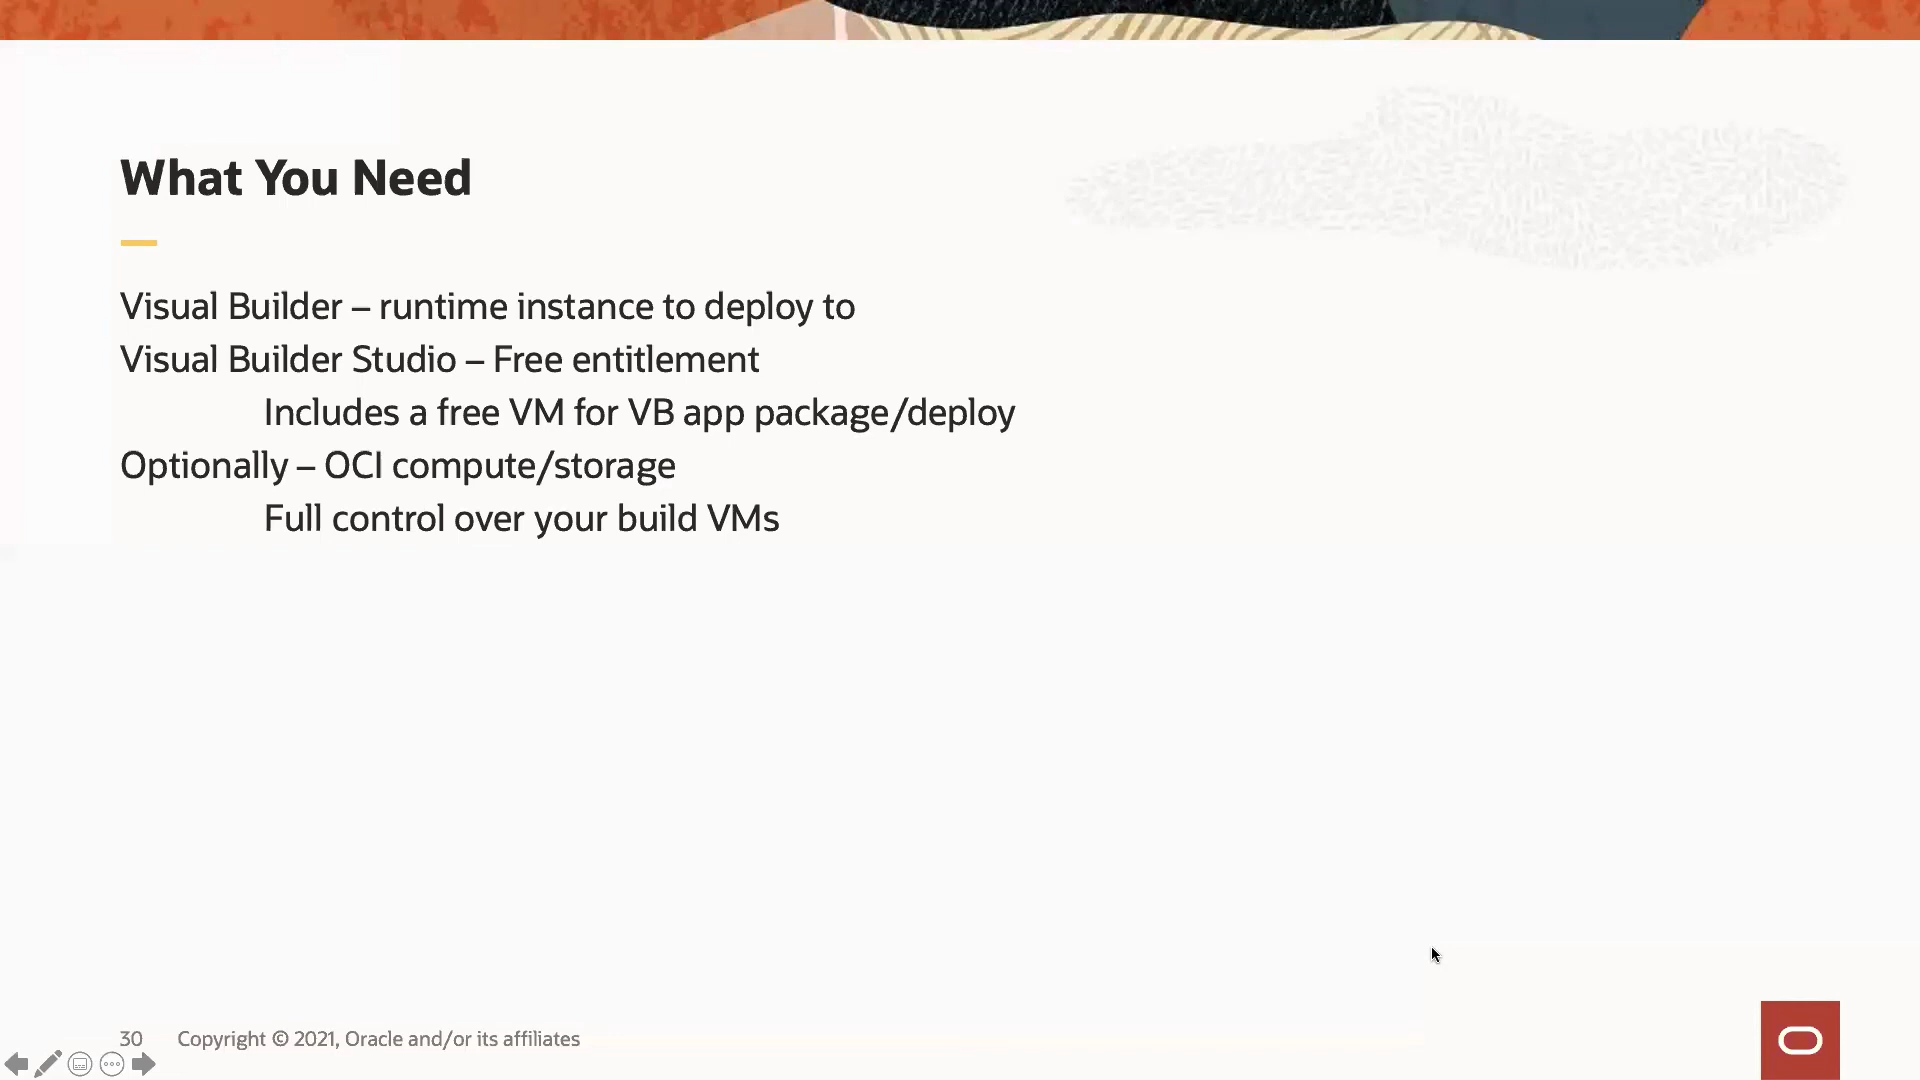 What You Need
Visual Builder – runtime instance to deploy to
Visual Builder Studio – Free entitlement
Includes a free VM for VB app package/deploy
Optionally – OCI compute/storage
Full control over your build VMs
30 Copyright © 2021, Oracle and/or its affiliates